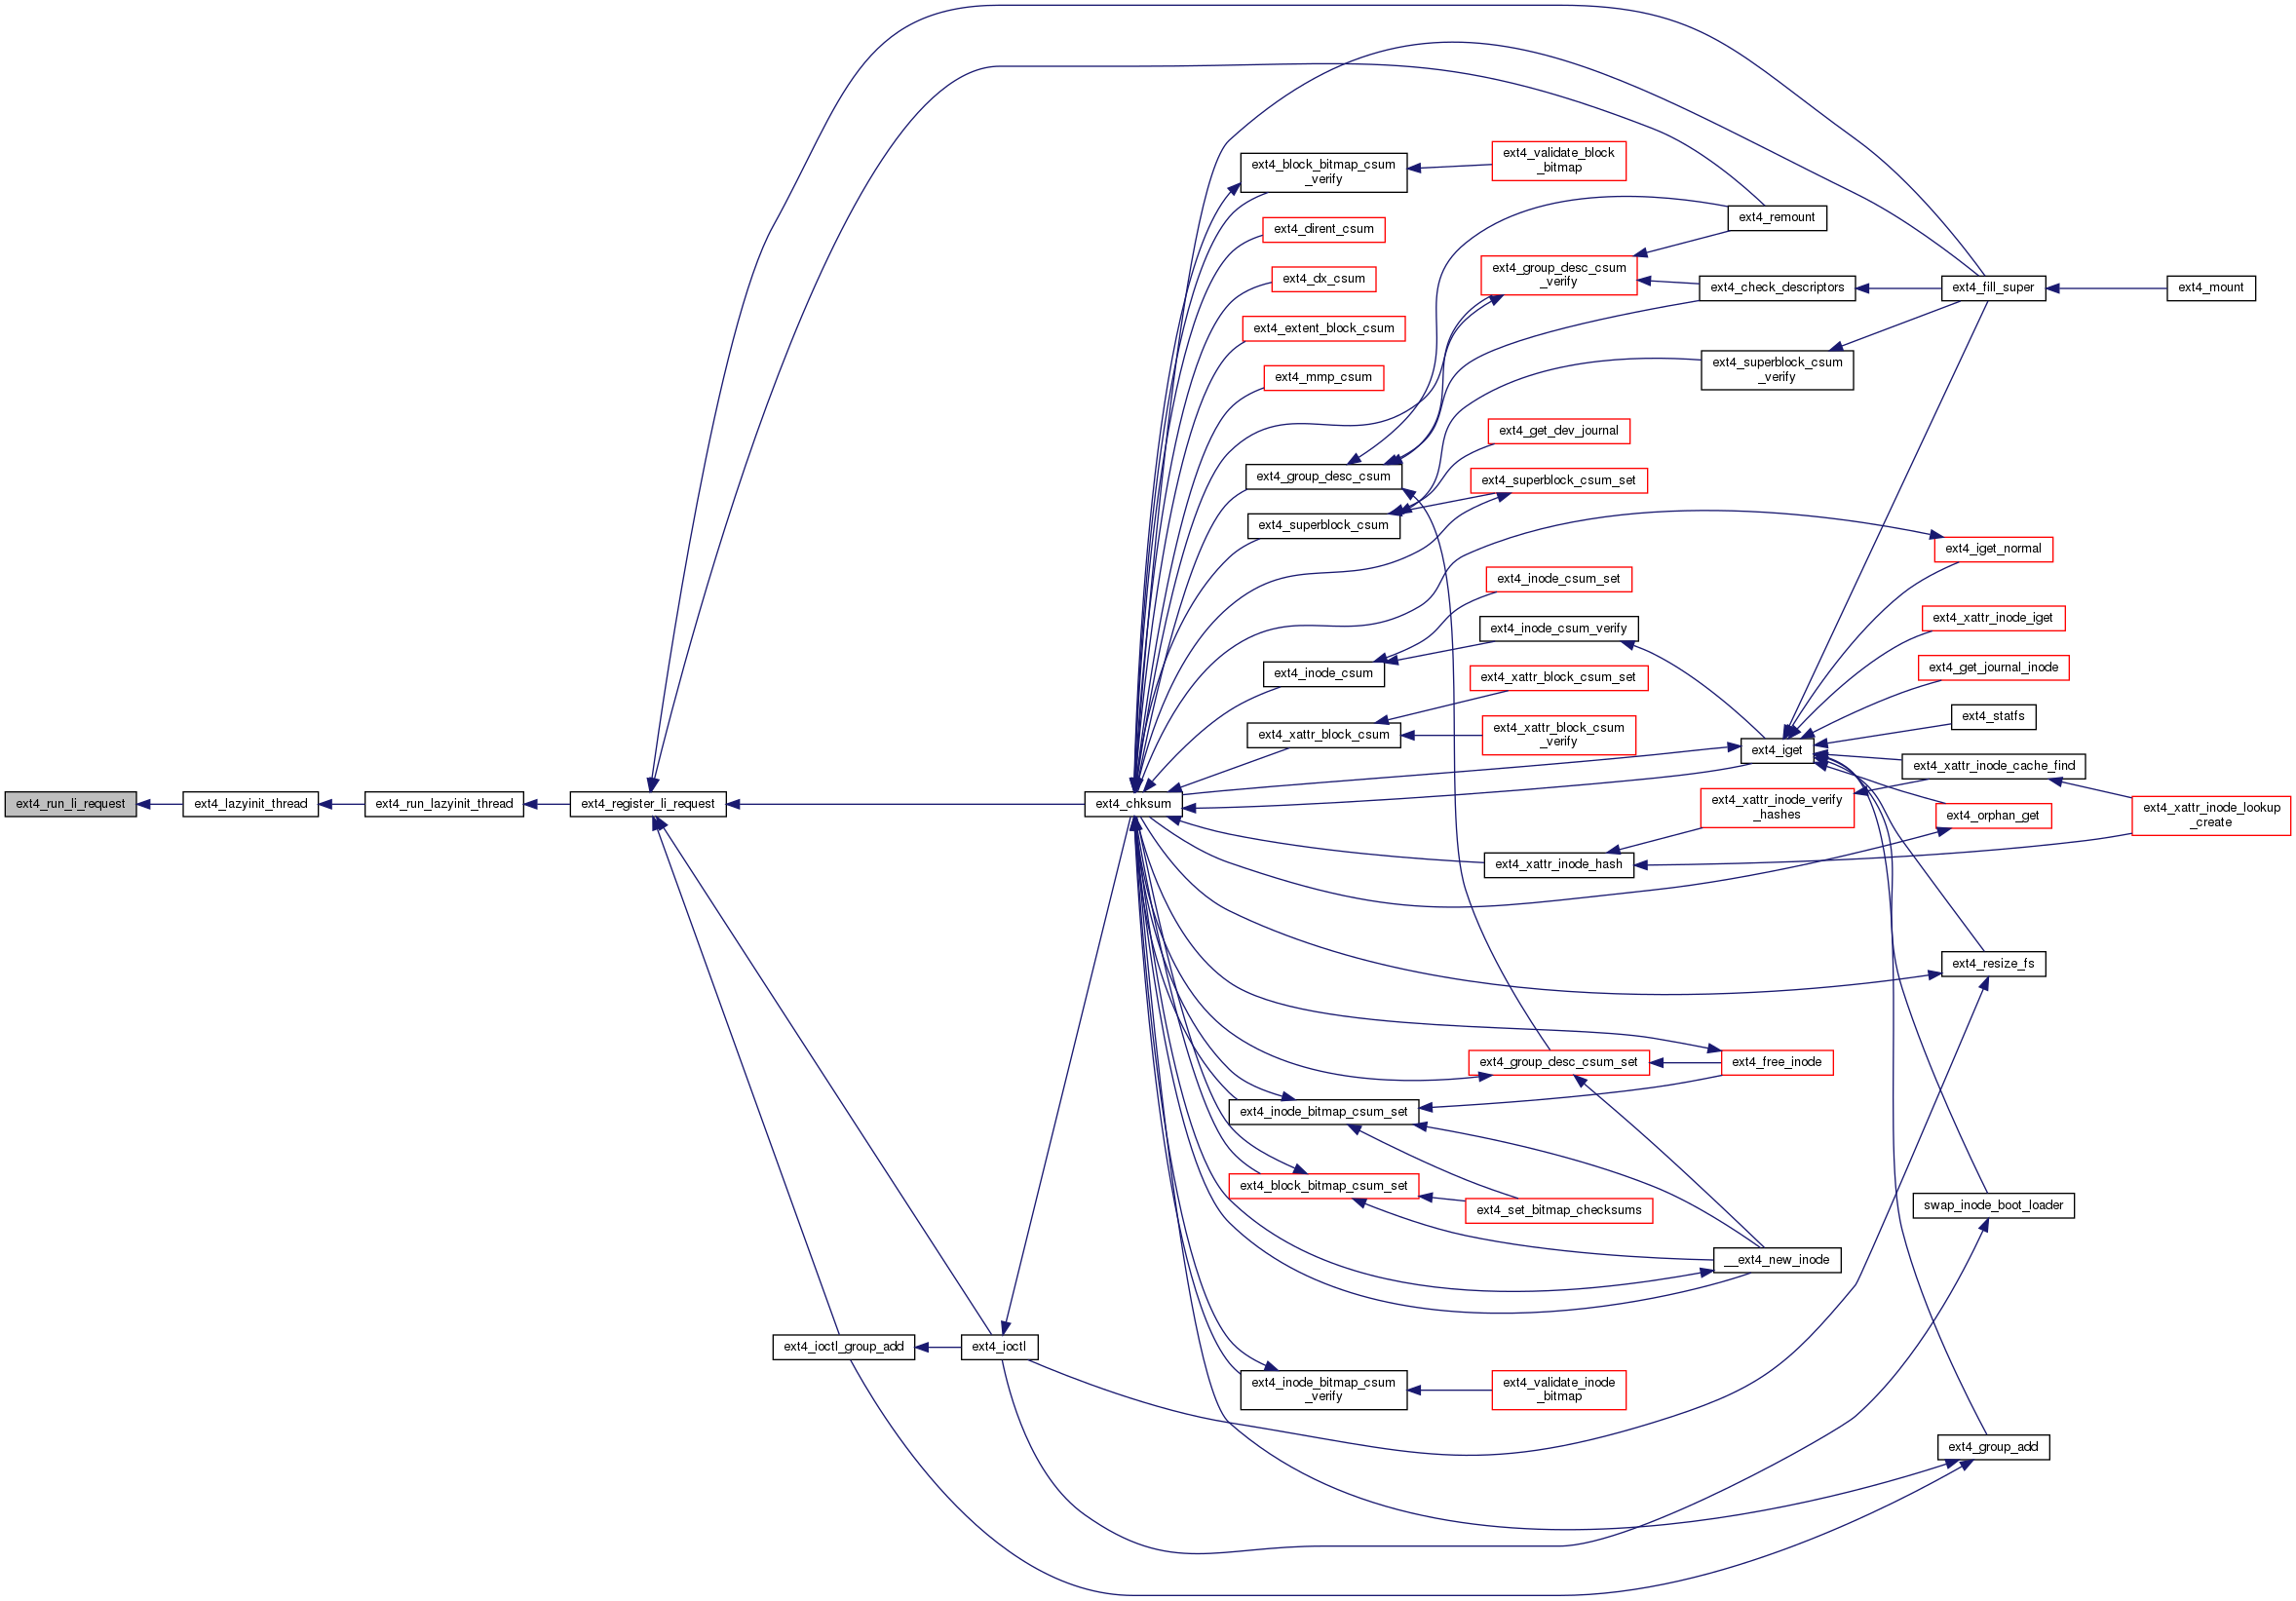 ext4_run_li_request
ext4_lazyinit_thread
ext4_run_lazyinit_thread
ext4_register_li_request
ext4_ioctl_group_add
ext4_ioctl
ext4_chksum
ext4_block_bitmap_csum
_verify
ext4_dirent_csum
ext4_dx_csum
ext4_extent_block_csum
ext4_mmp_csum
ext4_group_desc_csum
ext4_superblock_csum
ext4_inode_csum
ext4_xattr_block_csum
ext4_inode_bitmap_csum_set
ext4_block_bitmap_csum_set
ext4_inode_bitmap_csum
_verify
ext4_validate_block
_bitmap
ext4_group_desc_csum
_verify
ext4_get_dev_journal
ext4_superblock_csum_set
ext4_inode_csum_set
ext4_inode_csum_verify
ext4_xattr_block_csum_set
ext4_xattr_block_csum
_verify
ext4_xattr_inode_hash
ext4_group_desc_csum_set
ext4_set_bitmap_checksums
ext4_validate_inode
_bitmap
ext4_remount
ext4_check_descriptors
ext4_superblock_csum
_verify
ext4_iget
ext4_xattr_inode_verify
_hashes
ext4_free_inode
__ext4_new_inode
ext4_fill_super
ext4_iget_normal
ext4_xattr_inode_iget
ext4_get_journal_inode
ext4_statfs
ext4_xattr_inode_cache_find
ext4_orphan_get
ext4_resize_fs
swap_inode_boot_loader
ext4_group_add
ext4_mount
ext4_xattr_inode_lookup
_create